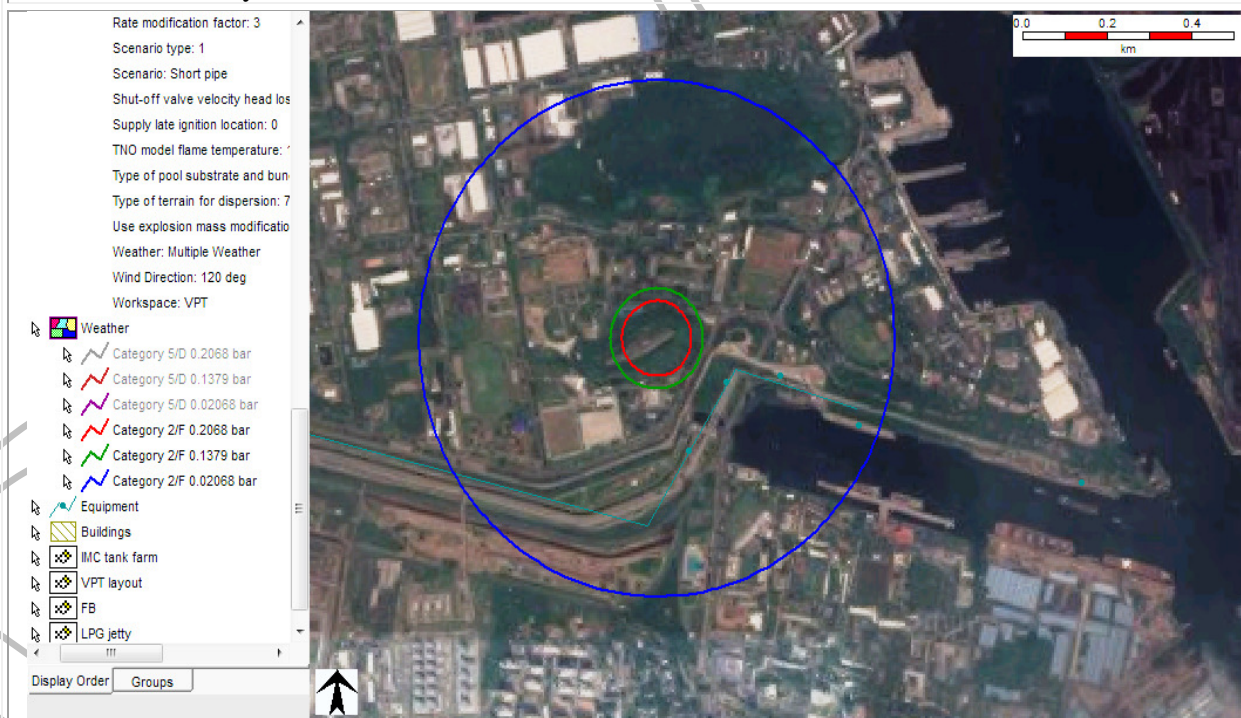 Rate modification factor: 3
Scenario type: 1
Scenario: Short pipe
Shut-off valve velocity head los
Supply late ignition location: 0
TNO model flame temperature:
Type of pool substrate and bun
Type of terrain for dispersion: 7
Use explosion mass modificatio
Weather: Multiple Weather
Wind Direction: 120 deg
Workspace: VPT
Weather
Category 5/D 0.2068 bar
Category 5/D 0.1379 bar
Category 5/D 0.02068 bar
Category 2/F 0.2068 bar
Category 2/F 0.1379 bar
Category 2/F 0.02068 bar
Equipment
Buildings
IMC tank farm
VPT layout
FB
LPG jetty
Display Order Groups
0.0 0.2 0.4
km